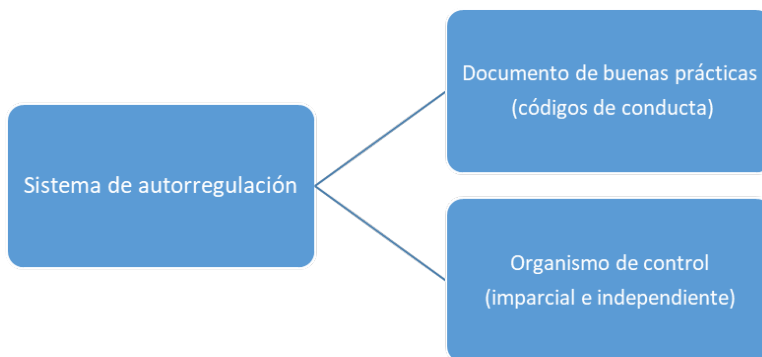 Documento de buenas prácticas
(códigos de conducta)
Sistema de autorregulación
Organismo de control
(imparcial e independiente)